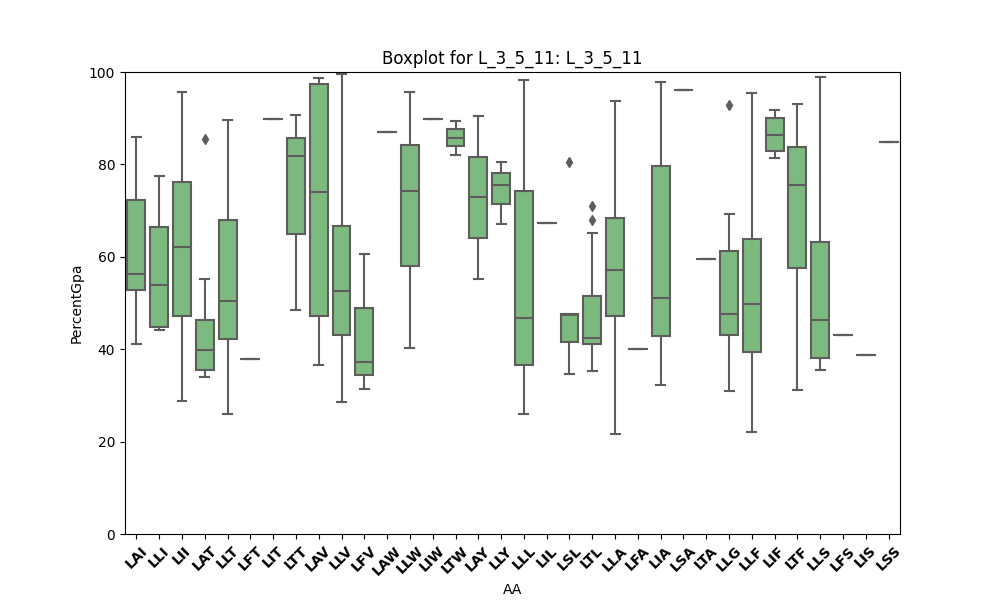 Boxplot for L_3_5_11: L_3_5_11
100
80
60
40
20
0
PercentGpa
LAI LLI LII LAT LLT LFT LIT LTT LAV LLV LFV LAW LLW LIW LTW LAY LLY LLL LIL LSL LTL LLA LFA LIA LSA LTA LLG LLF LIF LTF LLS LFS LIS LSS
AA